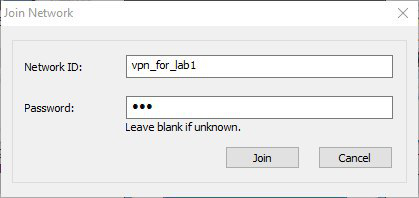 Join Network
Network ID: vpn_for_lab1
Password: •••
Leave blank if unknown.
Join Cancel